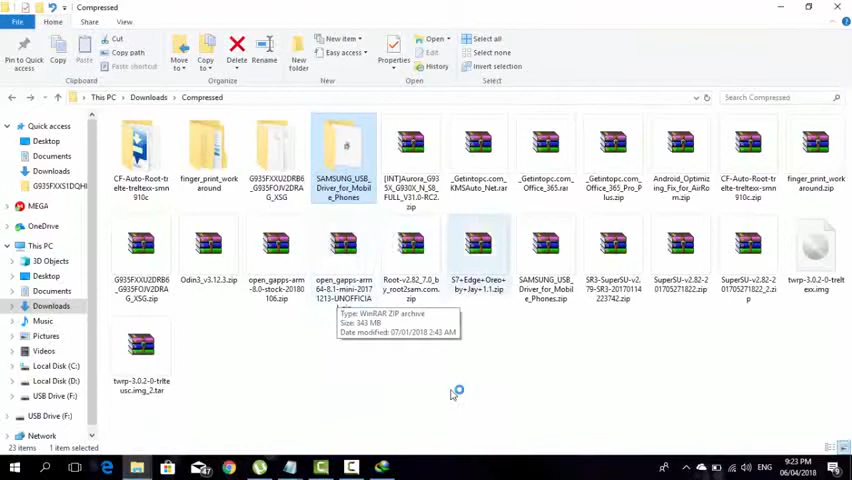 Compressed
File
Home
Share
View
Pin to Quick
access
Copy
Paste
Cut
Copy path
Paste shortcut
Clipboard
Move
to
Copy
to
Delete
Rename
Organize
New
folder
New item
Easy access
New
Properties
Open
Edit
History
Open
Select all
Select none
Invert selection
Select
This PC
Downloads
Compressed
Search Compressed
Quick access
Desktop
Documents
Downloads
G935FXXS1DQH
MEGA
OneDrive
This PC
3D Objects
Desktop
Documents
Downloads
Music
Pictures
Videos
Local Disk (C:)
Local Disk (D:)
USB Drive (F:)
USB Drive (F:)
Network
CF-Auto-Root-t
relte-treltexx-smn
910c
finger_print_work
around
G935FXXU2DRB6
_G935FOJV2DRA
G_XSG
SAMSUNG_USB_
Driver_for_Mobil
e_Phones
[INT]Aurora_G93
5X_G930X_N_S8_
FULL_V31.0-RC2.
zip
_Getintopc.com_
KMSAuto_Net.rar
_Getintopc.com_
Office_365.rar
_Getintopc.com_
Office_365_Pro_P
lus.zip
Android_Optimiz
ing_Fix_for_AirRo
m.zip
CF-Auto-Root-t
relte-treltexx-smn
910c.zip
finger_print_work
around.zip
G935FXXU2DRB6
_G935FOJV2DRA
G_XSG.zip
Odin3_v3.12.3.zip
open_gapps-arm
-8.0-stock-20180
106.zip
open_gapps-arm
64-8.1-mini-2017
1213-UNOFFICIA
Root-v2.82_7.0_b
y_root2sam.com.
zip
S7+Edge+Oreo+
by+Jay+1.1.zip
SAMSUNG_USB_
Driver_for_Mobil
e_Phones.zip
SR3-SuperSU-v2.
79-SR3-20170114
223742.zip
SuperSU-v2.82-2
01705271822.zip
SuperSU-v2.82-2
01705271822_2.zi
p
twrp-3.0.2-0-trlte
exx.img
Type: WinRAR ZIP archive
Size: 343 MB
Date modified: 07/01/2018 2:43 AM
twrp-3.0.2-0-trlte
usc.img_2.tar
23 items
1 item selected
ENG
9:23 PM
06/04/2018